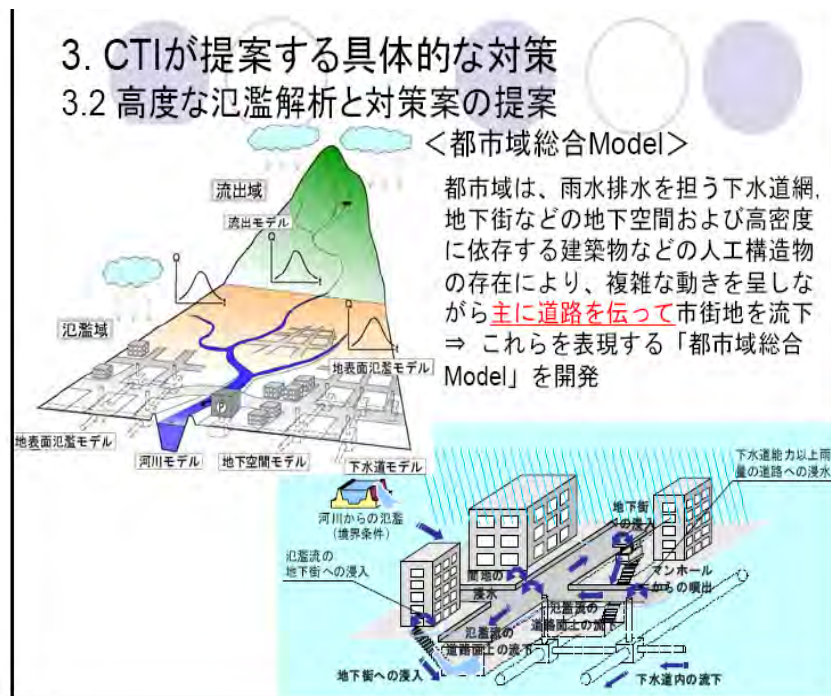 3. CTIが提案する具体的な対策
3.2 高度な氾濫解析と対策案の提案
＜都市域総合Model＞
都市域は、雨水排水を担う下水道網,
地下街などの地下空間および高密度
に依存する建築物などの人工構造物
の存在により、複雑な動きを呈しな
がら主に道路を伝って市街地を流下
⇒ これらを表現する「都市域総合
Model」を開発
流出域
流出モデル
Q
Q
Q
氾濫域
地表面氾濫モデル
地表面氾濫モデル
P
河川モデル
地下空間モデル
下水道モデル
下水道能力以上雨
量の道路への浸水
河川からの氾濫
(境界条件)
地下街
への浸入
氾濫流の
地下街への浸入
マンホール
からの噴出
浸水
氾濫流の
道路面上の流下
氾濫流の
道路面上の流下
地下街への浸入
下水道内の流下